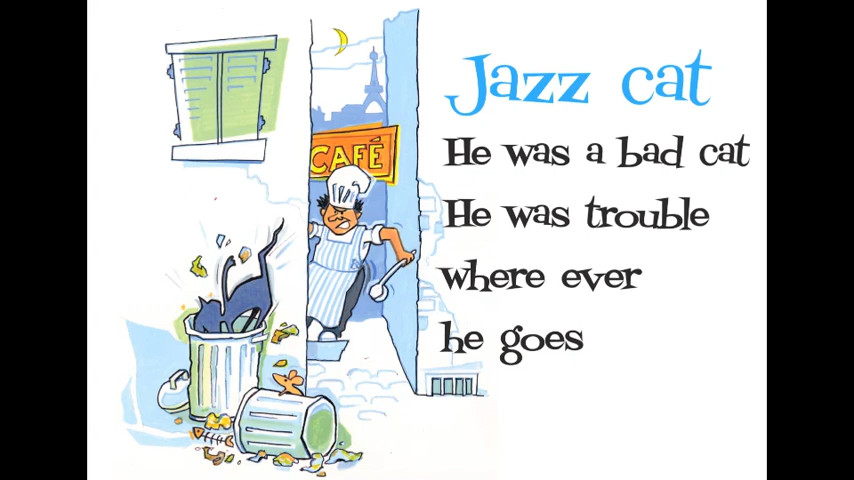 CAFÉ
Jazz cat
He was a bad cat
He was trouble
where ever
he goes